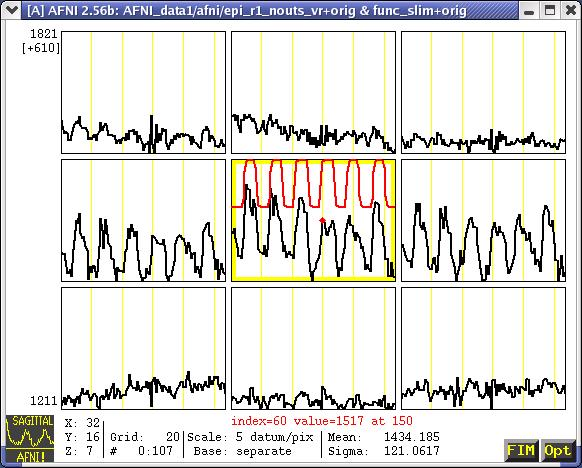 [A] AFNI 2.56b: AFNI_data1/afni/epi_r1_nouts_vr+orig & func_slim+orig
1821
[+610]
1211
index=60 value=1517 at 150
SAGITTAL
AFNI
X: 32
Y: 16 Grid: 20 Scale: 5 datum/pix Mean: 1434.185
Z: 7 # 0:107 Base: separate Sigma: 121.0617
FIM Opt